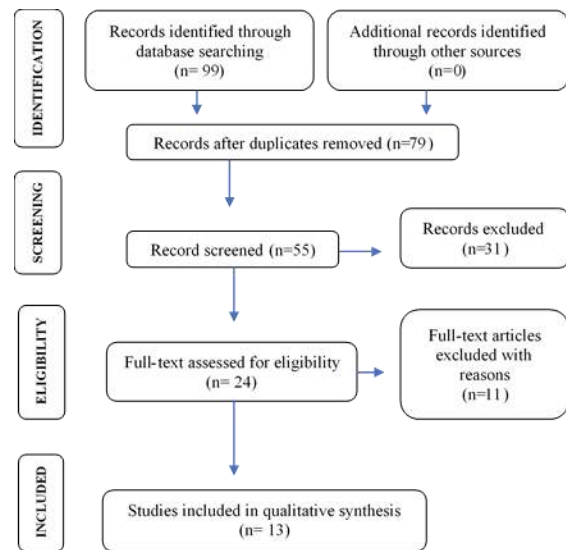 IDENTIFICATION
Records identified through
database searching
(n= 99)
Additional records identified
through other sources
(n=0)
Records after duplicates removed (n=79)
SCREENING
Record screened (n=55)
Records excluded
(n=31)
ELIGIBILITY
Full-text assessed for eligibility
(n= 24)
Full-text articles
excluded with
reasons
(n=11)
INCLUDED
Studies included in qualitative synthesis
(n= 13)